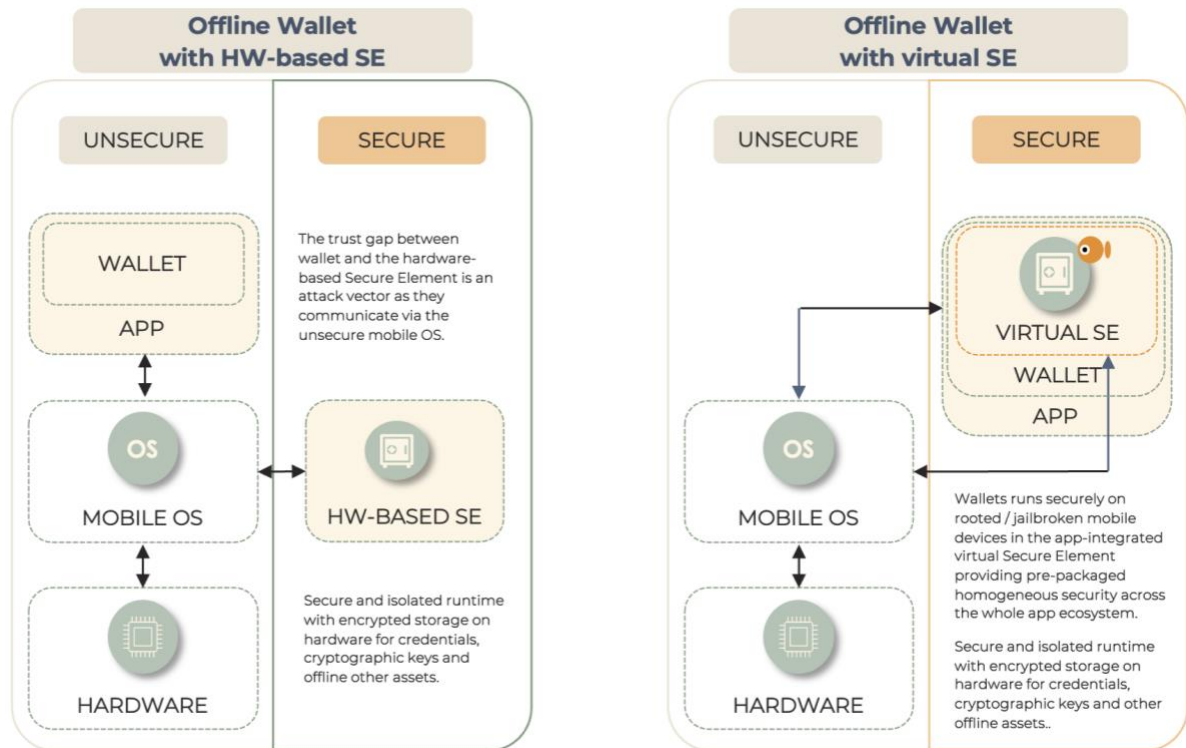 Offline Wallet
with HW-based SE
UNSECURE
SECURE
WALLET
APP
The trust gap between
wallet and the hardware-
based Secure Element is an
attack vector as they
communicate via the
unsecure mobile OS.
OS
MOBILE OS
HW-BASED SE
HARDWARE
Secure and isolated runtime
with encrypted storage on
hardware for credentials,
cryptographic keys and
offline other assets.
Offline Wallet
with virtual SE
UNSECURE
SECURE
VIRTUAL SE
WALLET
APP
OS
MOBILE OS
HARDWARE
Wallets runs securely on
rooted / jailbroken mobile
devices in the app-integrated
virtual Secure Element
providing pre-packaged
homogeneous security across
the whole app ecosystem.
Secure and isolated runtime
with encrypted storage on
hardware for credentials,
cryptographic keys and other
offline assets..